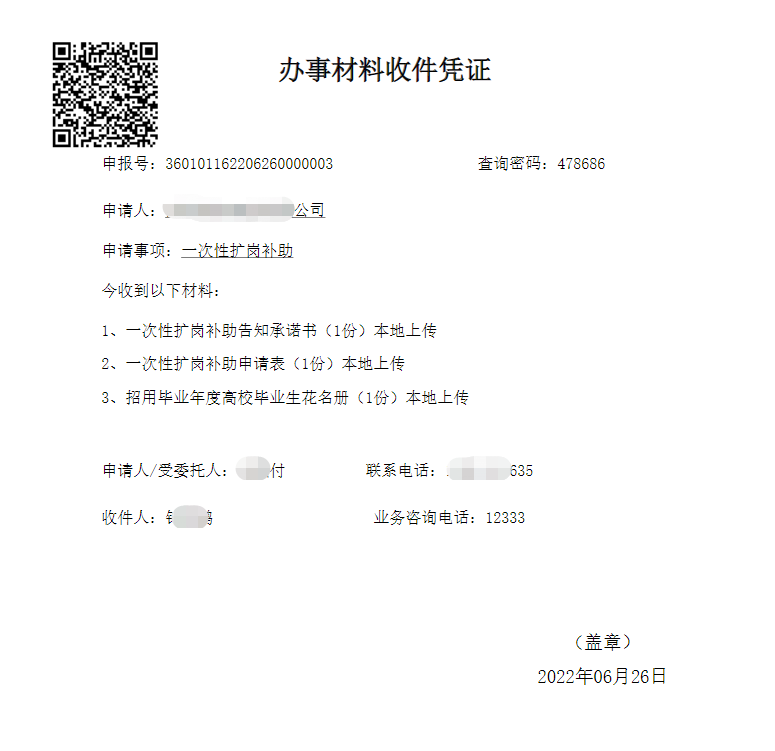 办事材料收件凭证
申报号：360101162206260000003 查询密码：478686
申请人：公司
申请事项：一次性扩岗补助
今收到以下材料：
1、一次性扩岗补助告知承诺书（1份）本地上传
2、一次性扩岗补助申请表（1份）本地上传
3、招用毕业年度高校毕业生花名册（1份）本地上传
申请人/受委托人：付 联系电话：635
收件人： 业务咨询电话：12333
（盖章）
2022年06月26日